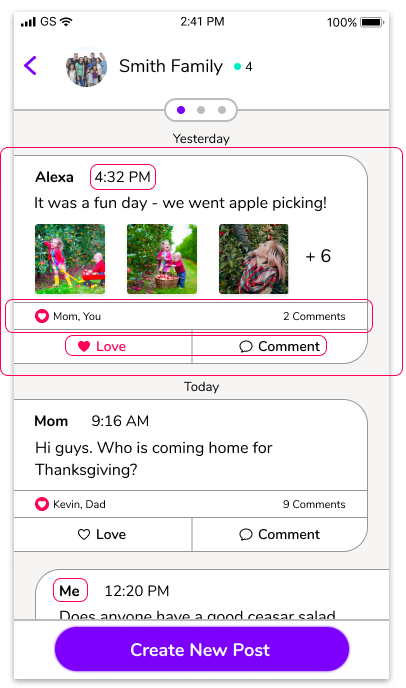 GS 2:41 PM 100%
Smith Family 4
Yesterday
Alexa 4:32 PM
It was a fun day - we went apple picking!
+ 6
Mom, You 2 Comments
Love Comment
Today
Mom 9:16 AM
Hi guys. Who is coming home for
Thanksgiving?
Kevin, Dad 9 Comments
Love Comment
Me 12:20 PM
Does anyone have a good ceasar salad
Create New Post